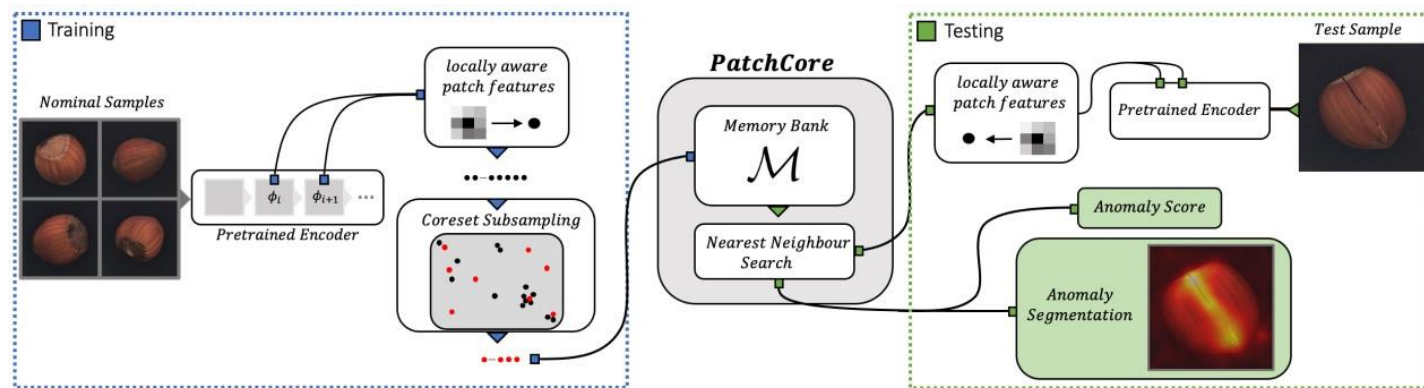 Training
Nominal Samples
ϕᵢ
ϕᵢ₊₁
...
Pretrained Encoder
locally aware
patch features
Coreset Subsampling
PatchCore
Memory Bank
ℳ
Nearest Neighbour
Search
Testing
locally aware
patch features
Pretrained Encoder
Test Sample
Anomaly Score
Anomaly
Segmentation